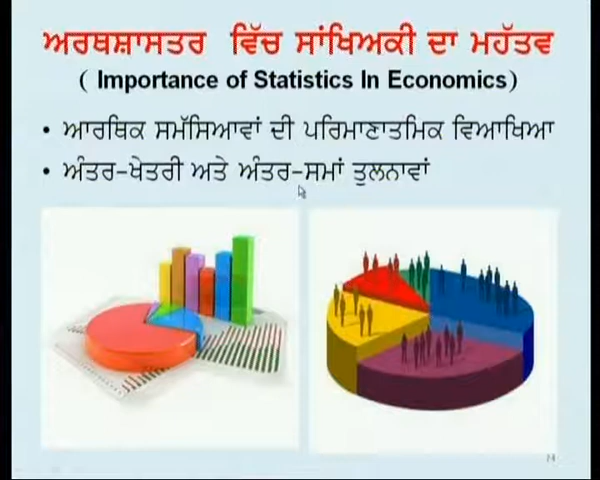 ਅਰਥਸ਼ਾਸਤਰ ਵਿੱਚ ਸਾਂਖਿਅਕੀ ਦਾ ਮਹੱਤਵ
( Importance of Statistics In Economics)
• ਆਰਥਿਕ ਸਮੱਸਿਆਵਾਂ ਦੀ ਪਰਿਮਾਣਾਤਮਿਕ ਵਿਆਖਿਆ
• ਅੰਤਰ-ਖੇਤਰੀ ਅਤੇ ਅੰਤਰ-ਸਮਾਂ ਤੁਲਨਾਵਾਂ